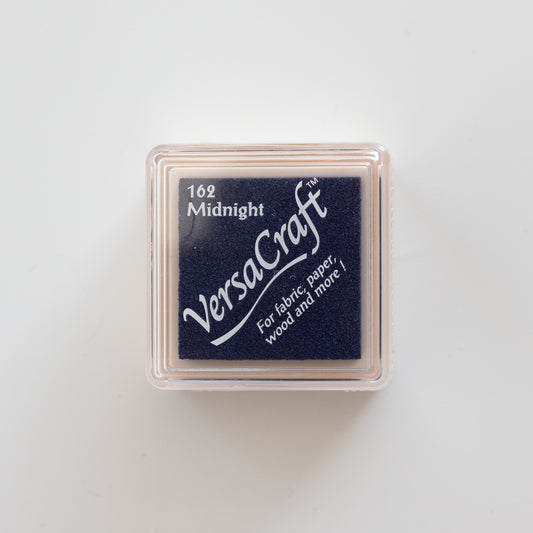 162
Midnight
VersaCraft™
For fabric, paper,
wood and more !